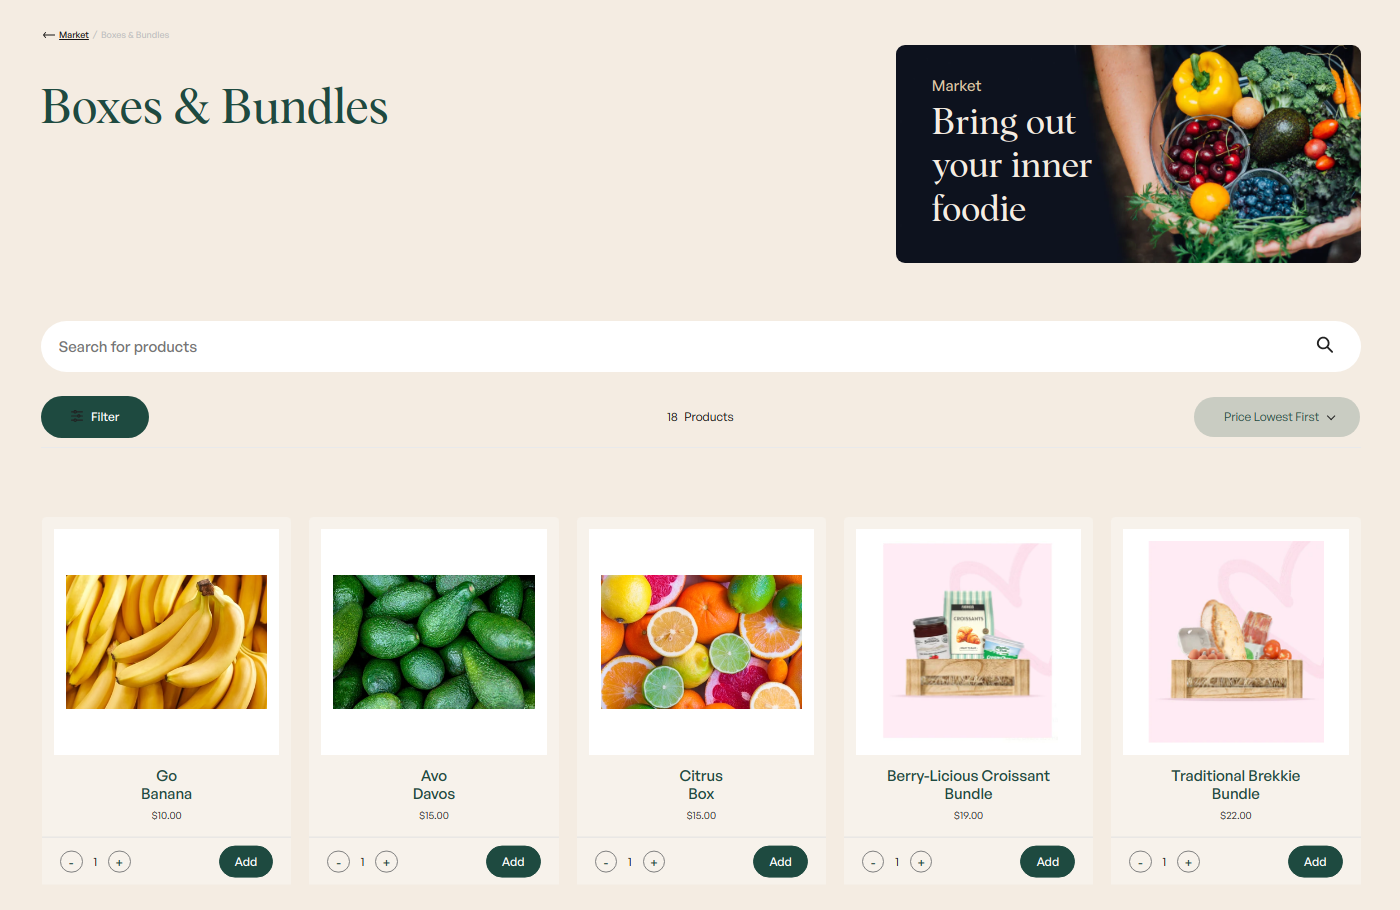 Market / Boxes & Bundles
Boxes & Bundles
Market
Bring out
your inner
foodie
Search for products
Filter
18 Products
Price Lowest First
CROISSANTS
Go
Banana
$10.00
- 1 + Add
Avo
Davos
$15.00
- 1 + Add
Citrus
Box
$15.00
- 1 + Add
Berry-Licious Croissant
Bundle
$19.00
- 1 + Add
Traditional Brekkie
Bundle
$22.00
- 1 + Add